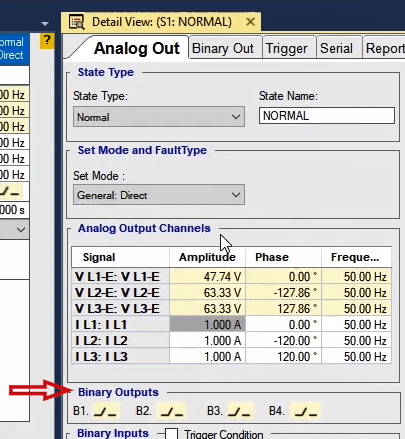 Detail View: (S1: NORMAL)
?
ormal
Direct
Analog Out Binary Out Trigger Serial Report
State Type
State Type: State Name:
Normal NORMAL
Set Mode and FaultType
Set Mode :
General: Direct
Analog Output Channels
Signal Amplitude Phase Freque...
V L1-E: V L1-E 47.74 V 0.00 ° 50.00 Hz
V L2-E: V L2-E 63.33 V -127.86 ° 50.00 Hz
V L3-E: V L3-E 63.33 V 127.86 ° 50.00 Hz
I L1: I L1 1.000 A 0.00 ° 50.00 Hz
I L2: I L2 1.000 A -120.00 ° 50.00 Hz
I L3: I L3 1.000 A 120.00 ° 50.00 Hz
00 Hz
00 Hz
00 Hz
00 Hz
00 Hz
00 Hz
000 s
Binary Outputs
B1. B2. B3. B4.
Binary Inputs Trigger Condition